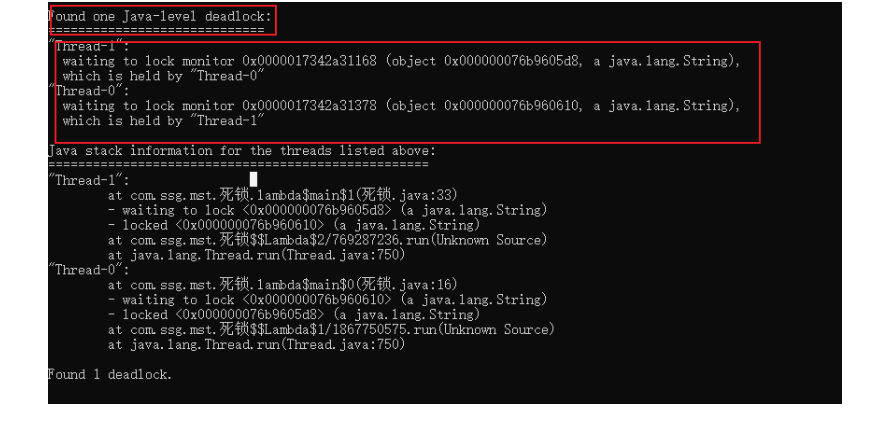 Found one Java-level deadlock:
=============================
"Thread-1":
  waiting to lock monitor 0x0000017342a31168 (object 0x000000076b9605d8, a java.lang.String),
  which is held by "Thread-0"
"Thread-0":
  waiting to lock monitor 0x0000017342a31378 (object 0x000000076b960610, a java.lang.String),
  which is held by "Thread-1"
Java stack information for the threads listed above:
===================================================
"Thread-1":
        at com.ssg.mst.死锁.lambda$main$1(死锁.java:33)
        - waiting to lock <0x000000076b9605d8> (a java.lang.String)
        - locked <0x000000076b960610> (a java.lang.String)
        at com.ssg.mst.死锁$$Lambda$2/769287236.run(Unknown Source)
        at java.lang.Thread.run(Thread.java:750)
"Thread-0":
        at com.ssg.mst.死锁.lambda$main$0(死锁.java:16)
        - waiting to lock <0x000000076b960610> (a java.lang.String)
        - locked <0x000000076b9605d8> (a java.lang.String)
        at com.ssg.mst.死锁$$Lambda$1/1867750575.run(Unknown Source)
        at java.lang.Thread.run(Thread.java:750)
Found 1 deadlock.